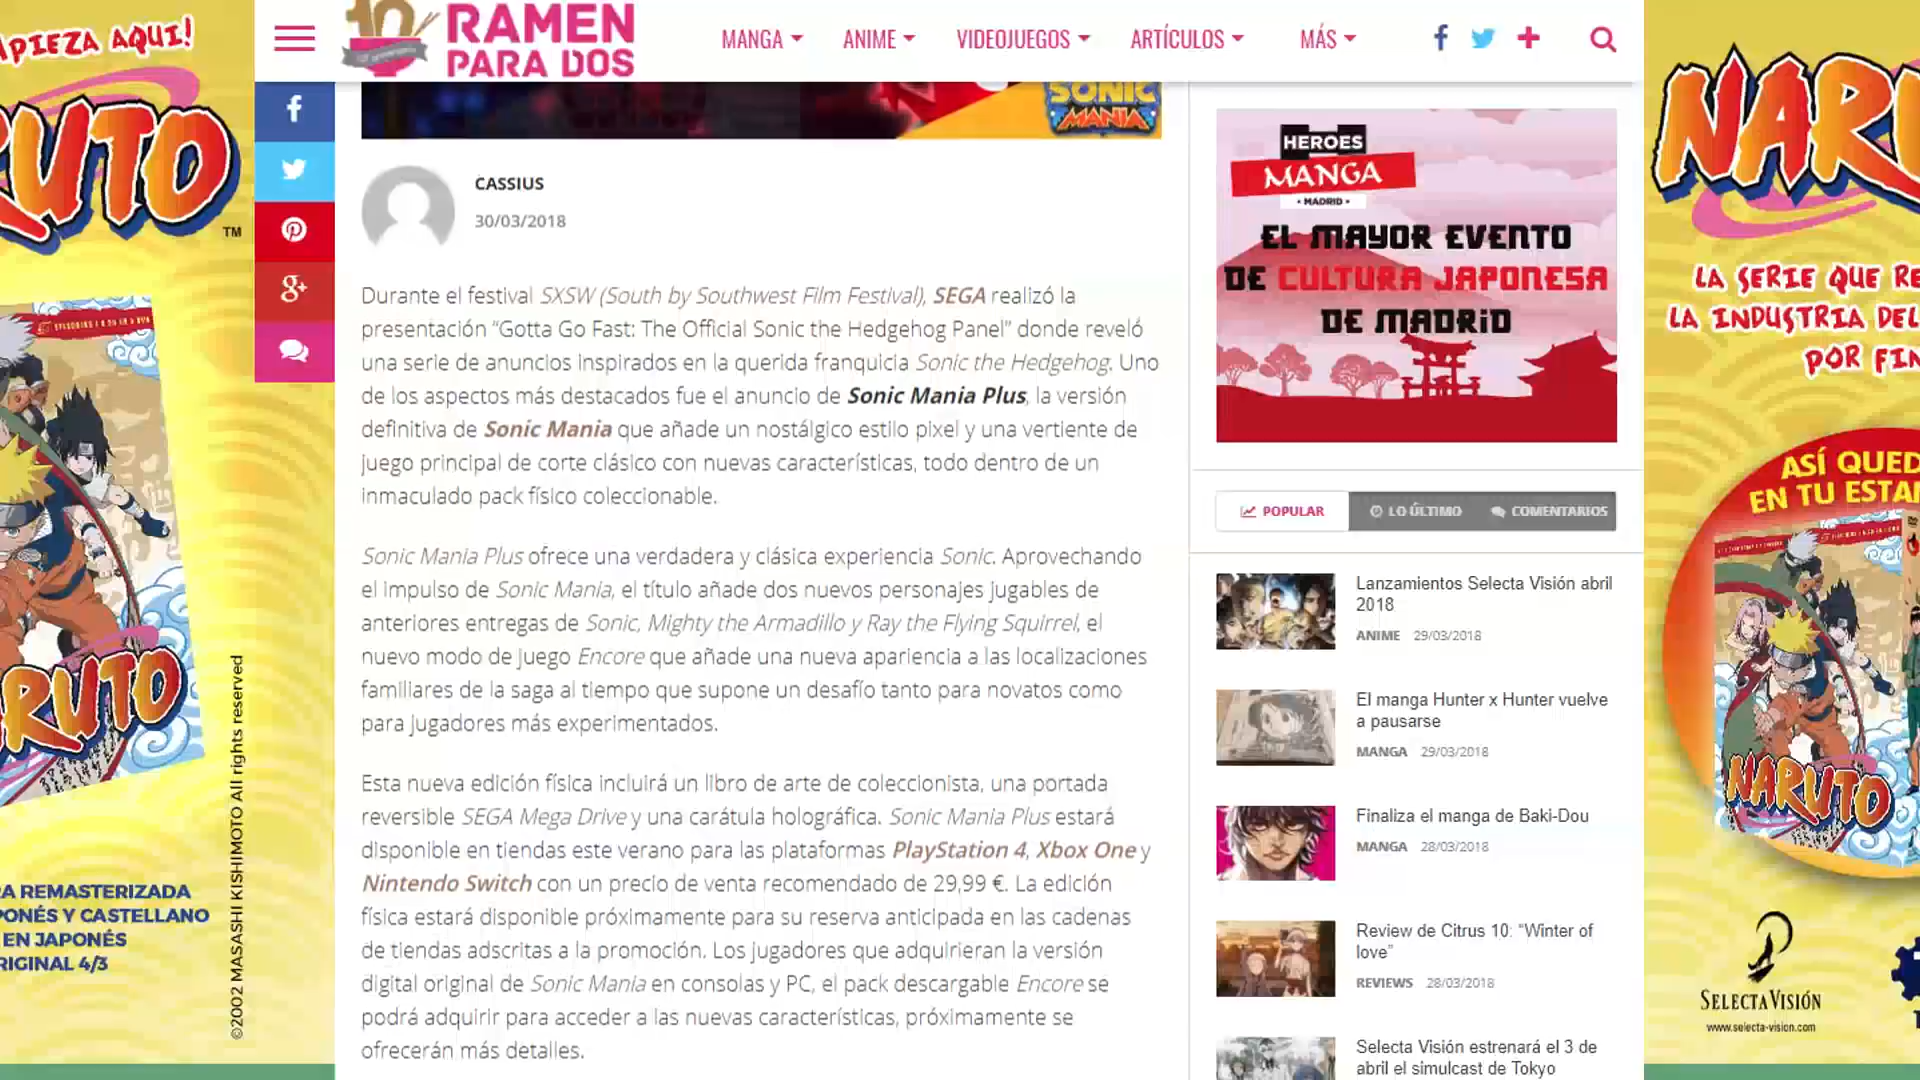 RAMEN
PARA DOS
MANGA
ANIME
VIDEOJUEGOS
ARTÍCULOS
MÁS
SONIC
MANIA
CASSIUS
30/03/2018
Durante el festival SXSW (South by Southwest Film Festival), SEGA realizó la
presentación “Gotta Go Fast: The Official Sonic the Hedgehog Panel” donde reveló
una serie de anuncios inspirados en la querida franquicia Sonic the Hedgehog. Uno
de los aspectos más destacados fue el anuncio de Sonic Mania Plus, la versión
definitiva de Sonic Mania que añade un nostálgico estilo pixel y una vertiente de
juego principal de corte clásico con nuevas características, todo dentro de un
inmaculado pack físico coleccionable.
Sonic Mania Plus ofrece una verdadera y clásica experiencia Sonic. Aprovechando
el impulso de Sonic Mania, el título añade dos nuevos personajes jugables de
anteriores entregas de Sonic, Mighty the Armadillo y Ray the Flying Squirrel, el
nuevo modo de juego Encore que añade una nueva apariencia a las localizaciones
familiares de la saga al tiempo que supone un desafío tanto para novatos como
para jugadores más experimentados.
Esta nueva edición física incluirá un libro de arte de coleccionista, una portada
reversible SEGA Mega Drive y una carátula holográfica. Sonic Mania Plus estará
disponible en tiendas este verano para las plataformas PlayStation 4, Xbox One y
Nintendo Switch con un precio de venta recomendado de 29,99 €. La edición
física estará disponible próximamente para su reserva anticipada en las cadenas
de tiendas adscritas a la promoción. Los jugadores que adquirieran la versión
digital original de Sonic Mania en consolas y PC, el pack descargable Encore se
podrá adquirir para acceder a las nuevas características, próximamente se
ofrecerán más detalles.
HEROES
MANGA
• MADRID •
EL MAYOR EVENTO
DE CULTURA JAPONESA
DE MADRID
POPULAR
LO ÚLTIMO
COMENTARIOS
Lanzamientos Selecta Visión abril
2018
ANIME 29/03/2018
El manga Hunter x Hunter vuelve
a pausarse
MANGA 29/03/2018
Finaliza el manga de Baki-Dou
MANGA 28/03/2018
Review de Citrus 10: “Winter of
love”
REVIEWS 28/03/2018
Selecta Visión estrenará el 3 de
abril el simulcast de Tokyo
PIEZA AQUI!
RUTO
TM
RUTO
©2002 MASASHI KISHIMOTO All rights reserved
A REMASTERIZADA
PONÉS Y CASTELLANO
EN JAPONÉS
RIGINAL 4/3
NARU
LA SERIE QUE RE
LA INDUSTRIA DEL
POR FIN
ASÍ QUED
EN TU ESTAN
NARUTO
SELECTA VISIÓN
www.selecta-vision.com